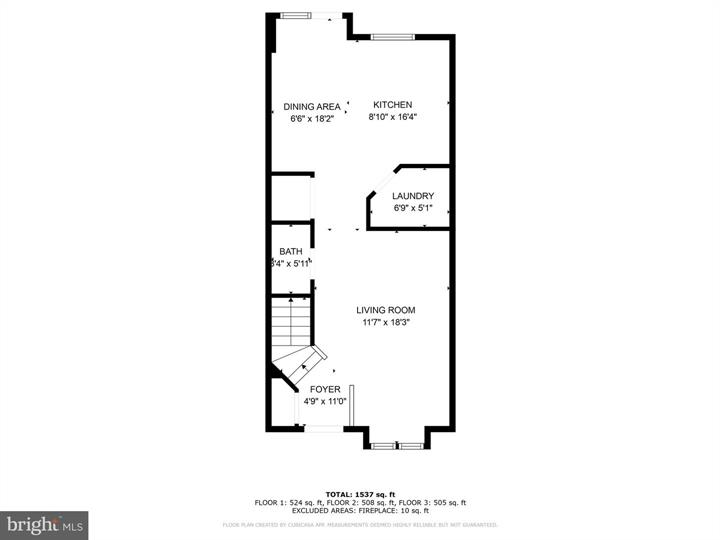 DINING AREA
6'6" x 18'2"
KITCHEN
8'10" x 16'4"
LAUNDRY
6'9" x 5'1"
BATH
3'4" x 5'11"
LIVING ROOM
11'7" x 18'3"
FOYER
4'9" x 11'0"
TOTAL: 1537 sq. ft
FLOOR 1: 524 sq. ft, FLOOR 2: 508 sq. ft, FLOOR 3: 505 sq. ft
EXCLUDED AREAS: FIREPLACE: 10 sq. ft
FLOOR PLAN CREATED BY CUBICASA APP. MEASUREMENTS DEEMED HIGHLY RELIABLE BUT NOT GUARANTEED.
bright MLS